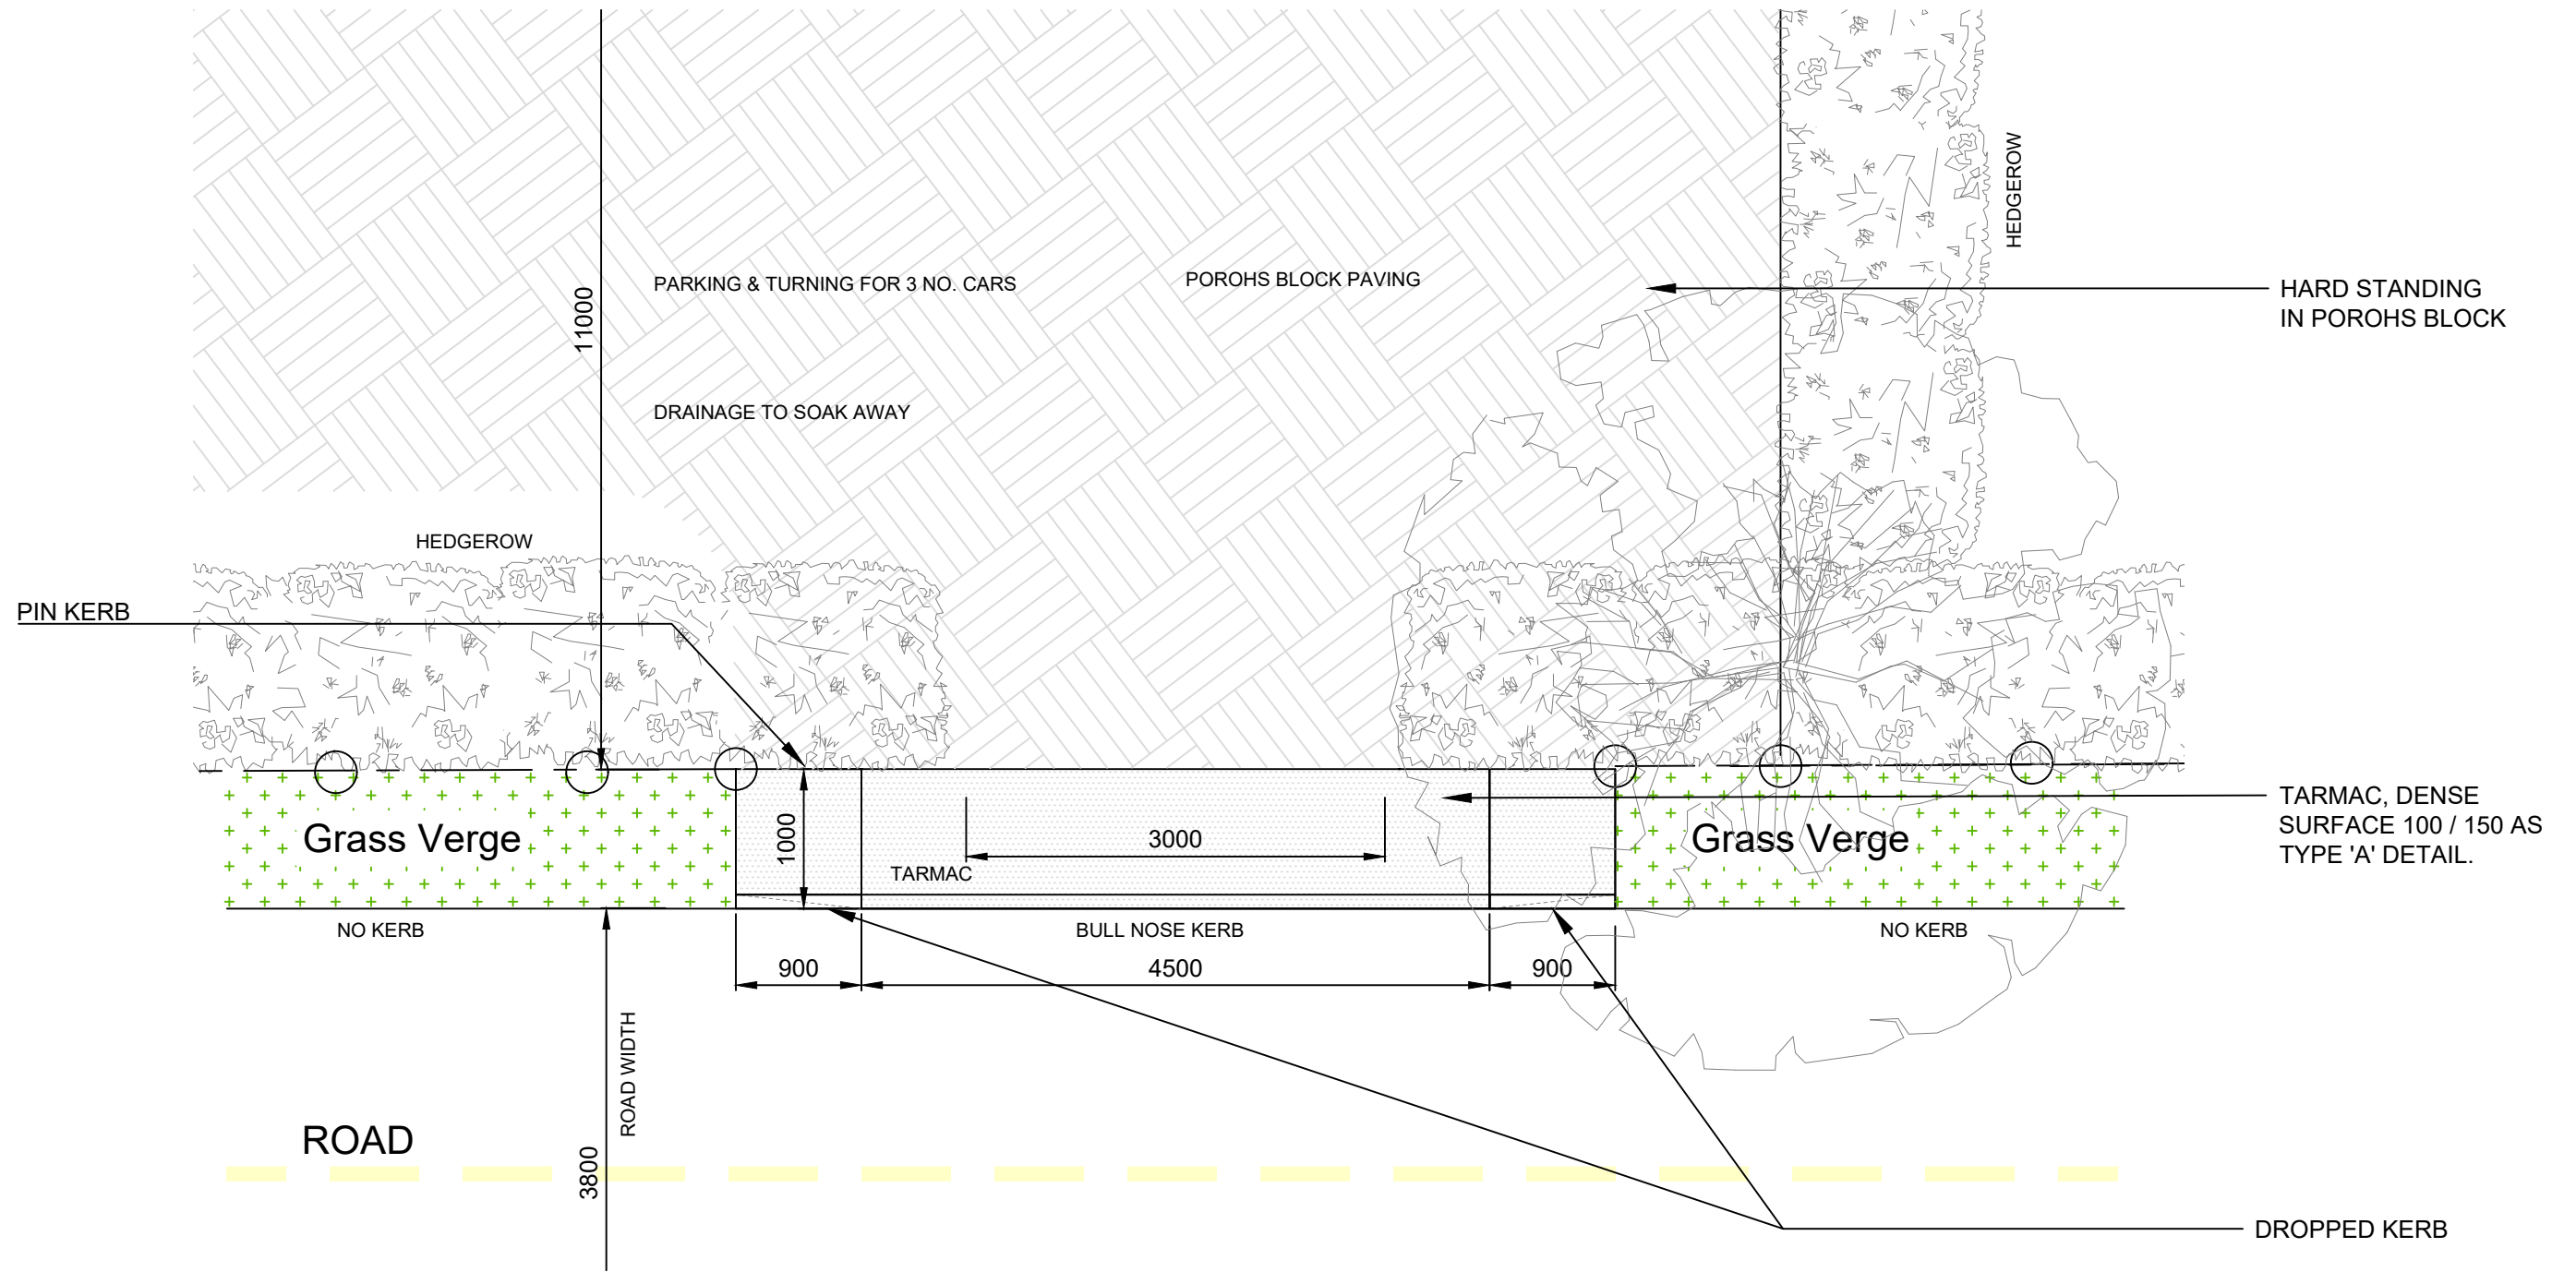 HEDGEROW
PARKING & TURNING FOR 3 NO. CARS
POROHS BLOCK PAVING
HARD STANDING
IN POROHS BLOCK
11000
DRAINAGE TO SOAK AWAY
HEDGEROW
PIN KERB
Grass Verge
1000
3000
TARMAC
Grass Verge
TARMAC, DENSE
SURFACE 100 / 150 AS
TYPE 'A' DETAIL.
NO KERB
BULL NOSE KERB
NO KERB
900
4500
900
ROAD WIDTH
ROAD
3800
DROPPED KERB